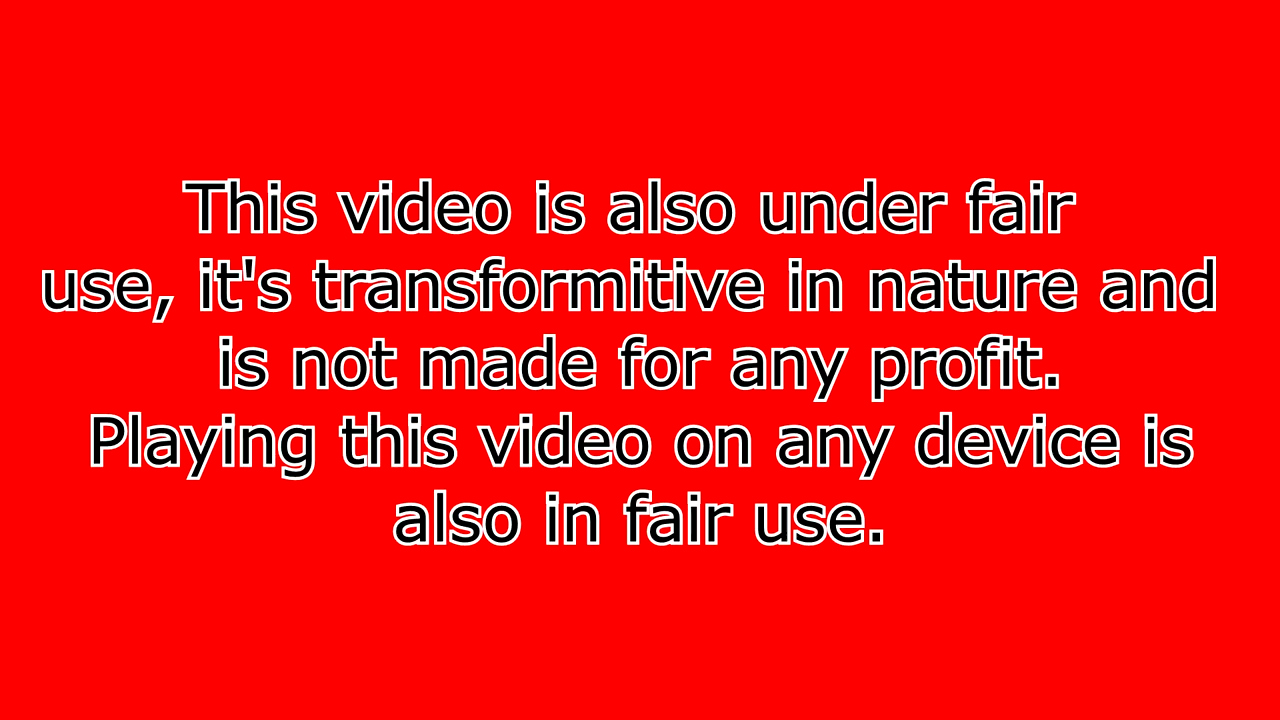 This video is also under fair
use, it's transformitive in nature and
is not made for any profit.
Playing this video on any device is
also in fair use.